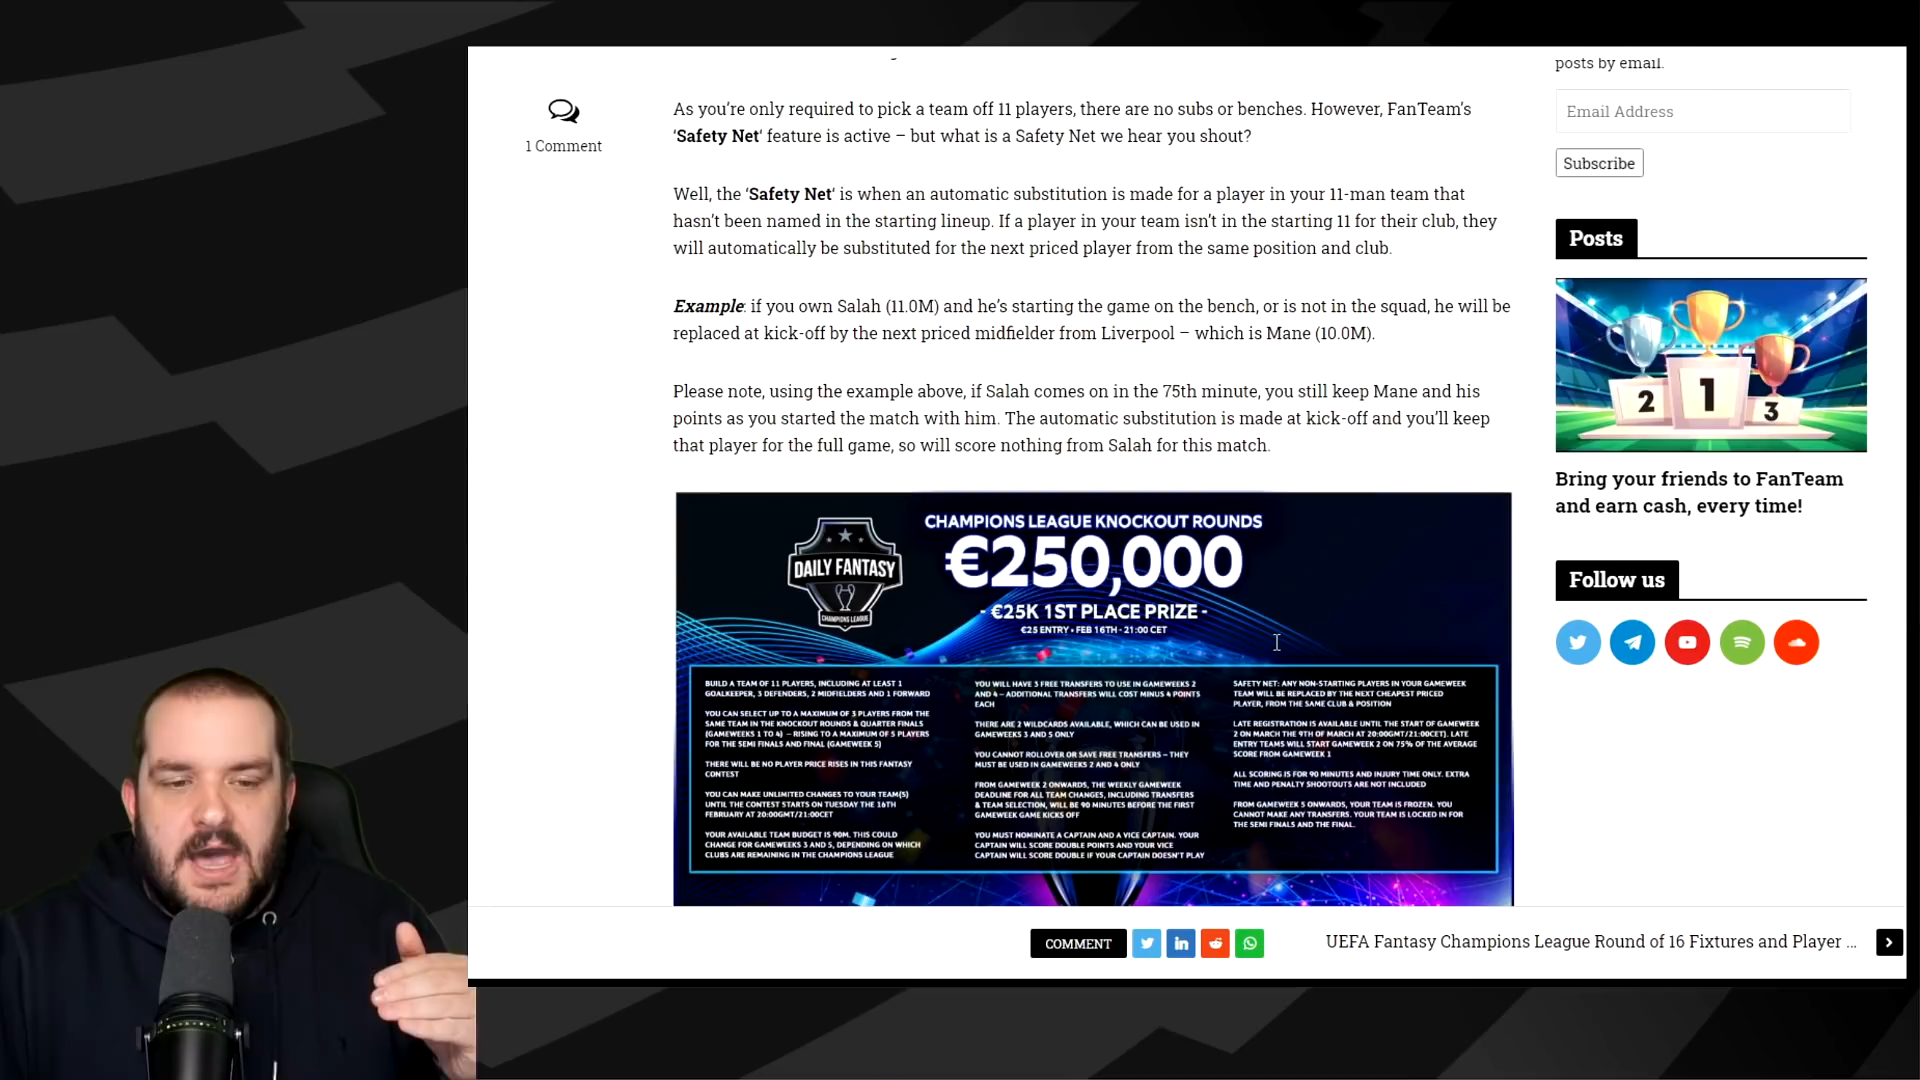 posts by email.
Email Address
Subscribe
1 Comment
As you’re only required to pick a team off 11 players, there are no subs or benches. However, FanTeam’s
‘Safety Net‘ feature is active – but what is a Safety Net we hear you shout?
Well, the ‘Safety Net‘ is when an automatic substitution is made for a player in your 11-man team that
hasn’t been named in the starting lineup. If a player in your team isn’t in the starting 11 for their club, they
will automatically be substituted for the next priced player from the same position and club.
Example: if you own Salah (11.0M) and he’s starting the game on the bench, or is not in the squad, he will be
replaced at kick-off by the next priced midfielder from Liverpool – which is Mane (10.0M).
Please note, using the example above, if Salah comes on in the 75th minute, you still keep Mane and his
points as you started the match with him. The automatic substitution is made at kick-off and you’ll keep
that player for the full game, so will score nothing from Salah for this match.
Posts
2
1
3
Bring your friends to FanTeam
and earn cash, every time!
Follow us
DAILY FANTASY
CHAMPIONS LEAGUE
CHAMPIONS LEAGUE KNOCKOUT ROUNDS
€250,000
- €25K 1ST PLACE PRIZE -
€25 ENTRY • FEB 16TH - 21:00 CET
BUILD A TEAM OF 11 PLAYERS, INCLUDING AT LEAST 1
GOALKEEPER, 3 DEFENDERS, 2 MIDFIELDERS AND 1 FORWARD
YOU CAN SELECT UP TO A MAXIMUM OF 3 PLAYERS FROM THE
SAME TEAM IN THE KNOCKOUT ROUNDS & QUARTER FINALS
(GAMEWEEKS 1 TO 4) – RISING TO A MAXIMUM OF 5 PLAYERS
FOR THE SEMI FINALS AND FINAL (GAMEWEEK 5)
THERE WILL BE NO PLAYER PRICE RISES IN THIS FANTASY
CONTEST
YOU CAN MAKE UNLIMITED CHANGES TO YOUR TEAM(S)
UNTIL THE CONTEST STARTS ON TUESDAY THE 16TH
FEBRUARY AT 20:00GMT/21:00CET
YOUR AVAILABLE TEAM BUDGET IS 90M. THIS COULD
CHANGE FOR GAMEWEEKS 3 AND 5, DEPENDING ON WHICH
CLUBS ARE REMAINING IN THE CHAMPIONS LEAGUE
YOU WILL HAVE 3 FREE TRANSFERS TO USE IN GAMEWEEKS 2
AND 4 – ADDITIONAL TRANSFERS WILL COST MINUS 4 POINTS
EACH
THERE ARE 2 WILDCARDS AVAILABLE, WHICH CAN BE USED IN
GAMEWEEKS 3 AND 5 ONLY
YOU CANNOT ROLLOVER OR SAVE FREE TRANSFERS – THEY
MUST BE USED IN GAMEWEEKS 2 AND 4 ONLY
FROM GAMEWEEK 2 ONWARDS, THE WEEKLY GAMEWEEK
DEADLINE FOR ALL TEAM CHANGES, INCLUDING TRANSFERS
& TEAM SELECTION, WILL BE 90 MINUTES BEFORE THE FIRST
GAMEWEEK GAME KICKS OFF
YOU MUST NOMINATE A CAPTAIN AND A VICE CAPTAIN. YOUR
CAPTAIN WILL SCORE DOUBLE POINTS AND YOUR VICE
CAPTAIN WILL SCORE DOUBLE IF YOUR CAPTAIN DOESN'T PLAY
SAFETY NET: ANY NON-STARTING PLAYERS IN YOUR GAMEWEEK
TEAM WILL BE REPLACED BY THE NEXT CHEAPEST PRICED
PLAYER, FROM THE SAME CLUB & POSITION
LATE REGISTRATION IS AVAILABLE UNTIL THE START OF GAMEWEEK
2 ON MARCH THE 9TH OF MARCH AT 20:00GMT/21:00CET). LATE
ENTRY TEAMS WILL START GAMEWEEK 2 ON 75% OF THE AVERAGE
SCORE FROM GAMEWEEK 1
ALL SCORING IS FOR 90 MINUTES AND INJURY TIME ONLY. EXTRA
TIME AND PENALTY SHOOTOUTS ARE NOT INCLUDED
FROM GAMEWEEK 5 ONWARDS, YOUR TEAM IS FROZEN. YOU
CANNOT MAKE ANY TRANSFERS. YOUR TEAM IS LOCKED IN FOR
THE SEMI FINALS AND THE FINAL.
COMMENT
UEFA Fantasy Champions League Round of 16 Fixtures and Player ...